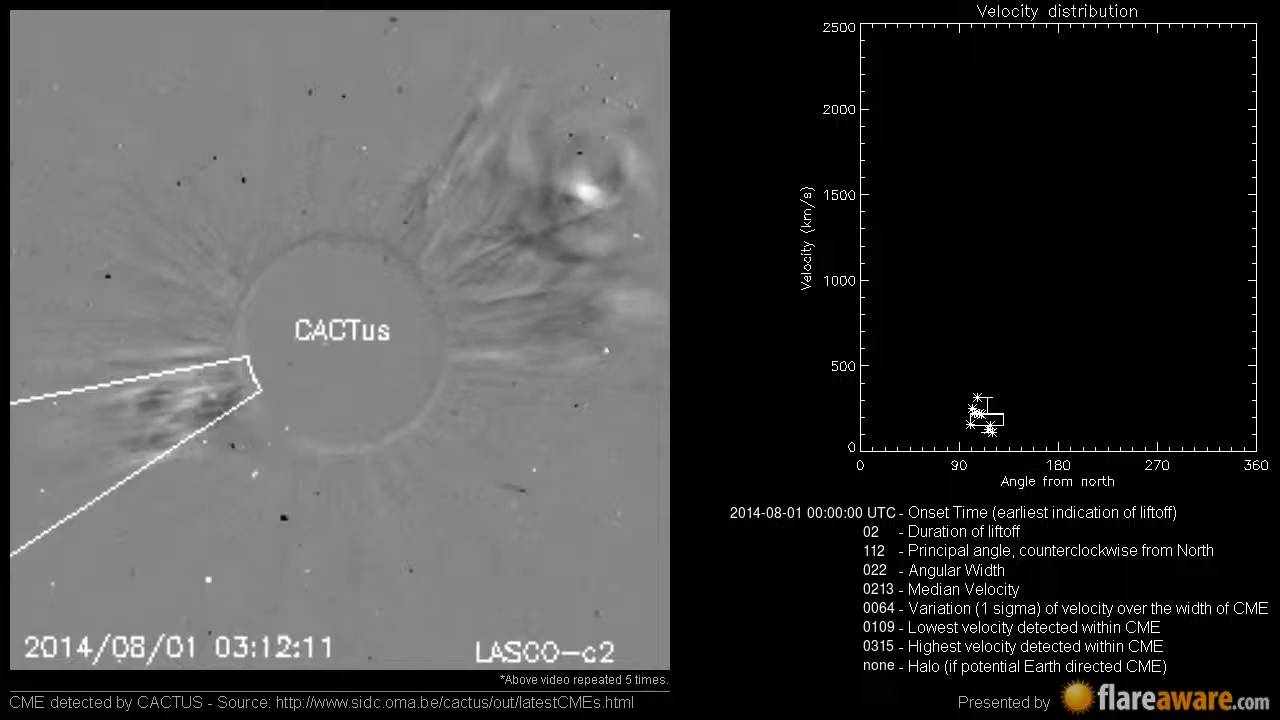 CACTus
2014/08/01 03:12:11
LASCO-c2
*Above video repeated 5 times.
CME detected by CACTUS - Source: http://www.sidc.oma.be/cactus/out/latestCMEs.html
Velocity distribution
2500
2000
1500
1000
500
0
Velocity (km/s)
0 90 180 270 360
Angle from north
2014-08-01 00:00:00 UTC - Onset Time (earliest indication of liftoff)
02 - Duration of liftoff
112 - Principal angle, counterclockwise from North
022 - Angular Width
0213 - Median Velocity
0064 - Variation (1 sigma) of velocity over the width of CME
0109 - Lowest velocity detected within CME
0315 - Highest velocity detected within CME
none - Halo (if potential Earth directed CME)
Presented by flareaware.com